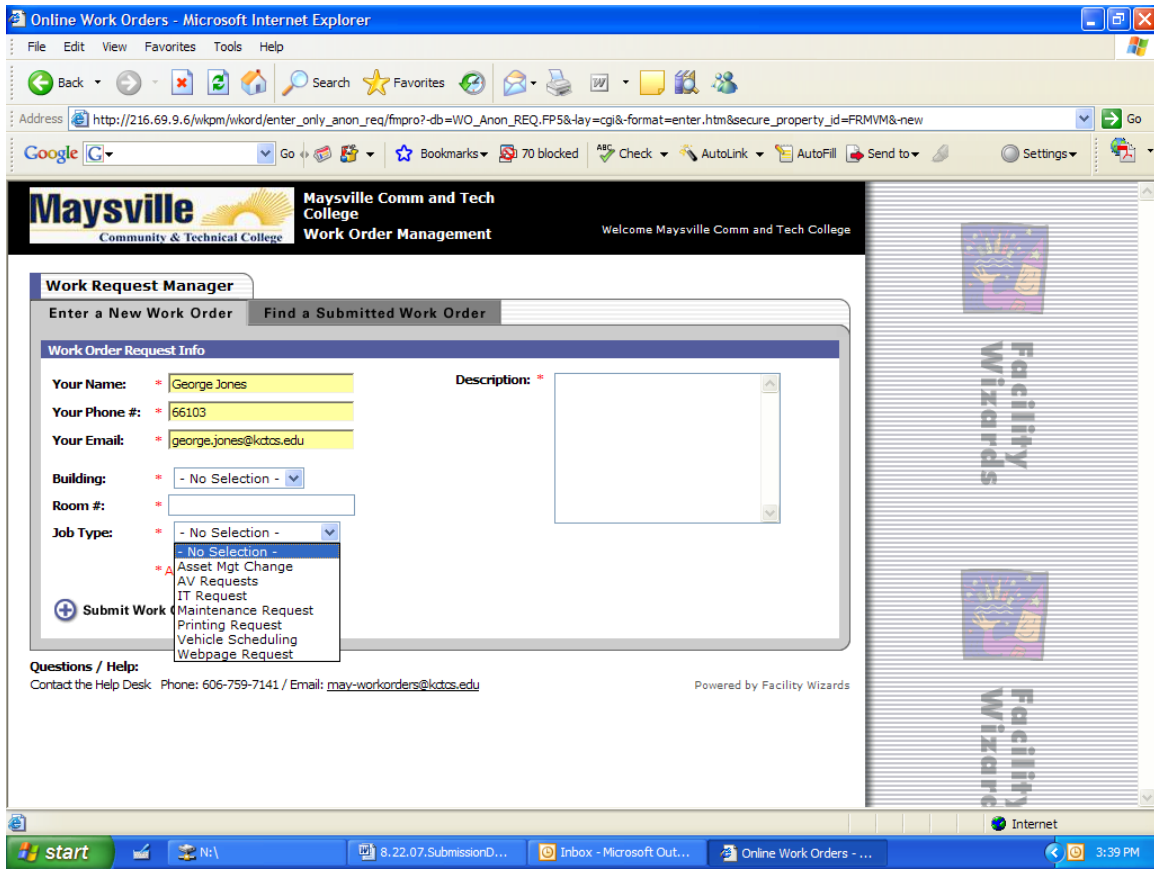 Online Work Orders - Microsoft Internet Explorer
File Edit View Favorites Tools Help
Back Search Favorites
Address http://216.69.9.6/wkpm/wkord/enter_only_anon_req/fmpro?-db=WO_Anon_REQ.FP5&-lay=cgi&-format=enter.htm&secure_property_id=FRMVM&-new Go
Google G Go Bookmarks 70 blocked ABC Check AutoLink AutoFill Send to Settings
Maysville
Community & Technical College
Maysville Comm and Tech
College
Work Order Management
Welcome Maysville Comm and Tech College
Work Request Manager
Enter a New Work Order Find a Submitted Work Order
Work Order Request Info
Your Name: * George Jones
Your Phone #: * 66103
Your Email: * george.jones@kctcs.edu
Building: * - No Selection -
Room #: *
Job Type: * - No Selection -
- No Selection -
Asset Mgt Change
AV Requests
IT Request
Maintenance Request
Printing Request
Vehicle Scheduling
Webpage Request
* A
Submit Work
Description: *
Questions / Help:
Contact the Help Desk Phone: 606-759-7141 / Email: may-workorders@kctcs.edu
Powered by Facility Wizards
Facility
Wizards
Facility
Wizard
Internet
start N:\ 8.22.07.SubmissionD... Inbox - Microsoft Out... Online Work Orders - ... 3:39 PM